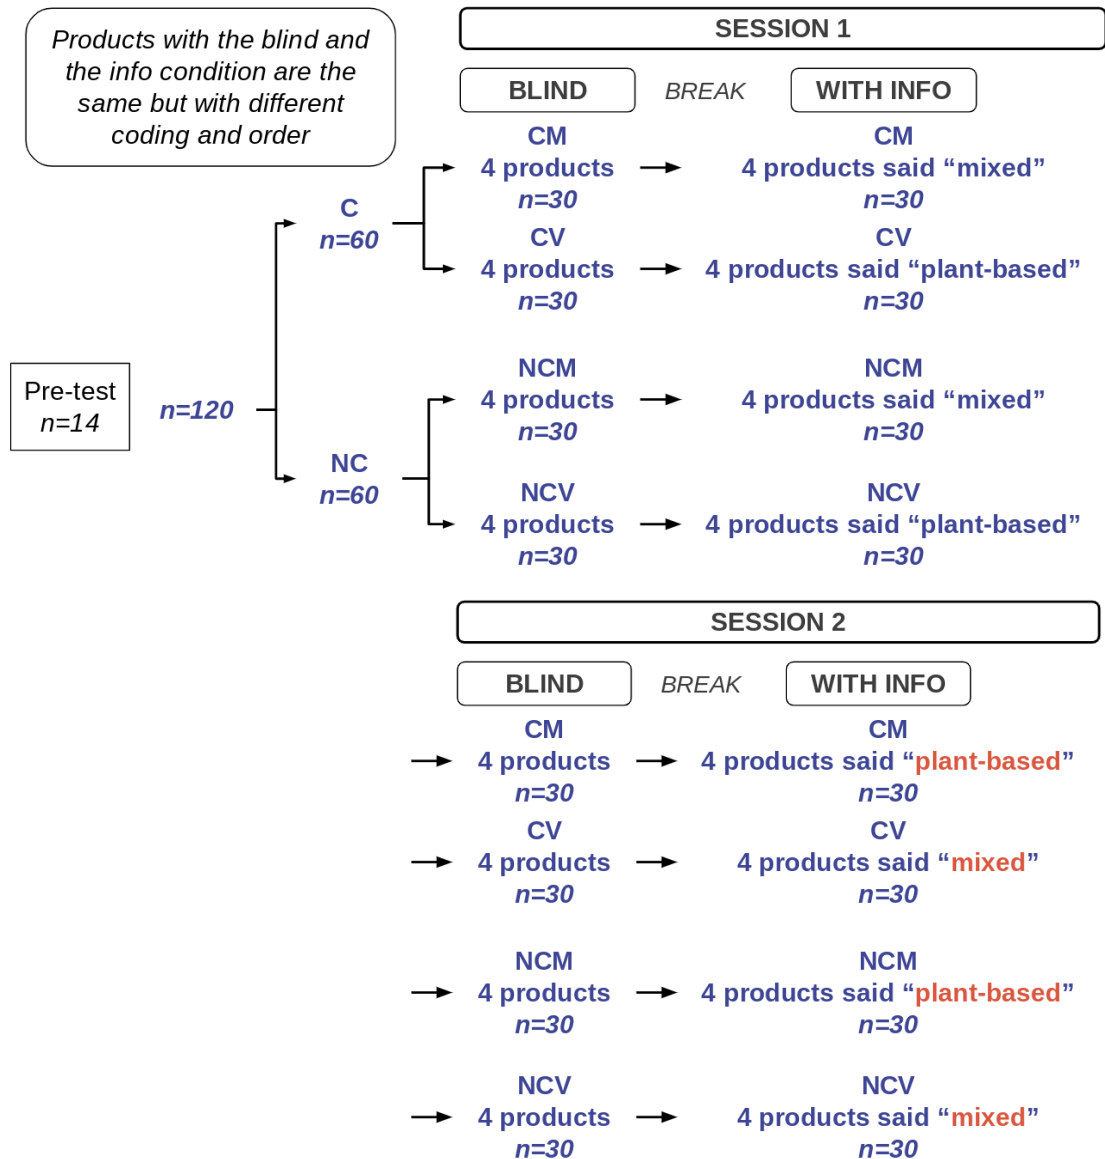 Products with the blind and
the info condition are the
same but with different
coding and order
SESSION 1
BLIND BREAK WITH INFO
CM
4 products
n=30
CM
4 products said “mixed”
n=30
C
n=60
CV
4 products
n=30
CV
4 products said “plant-based”
n=30
Pre-test
n=14
n=120
NCM
4 products
n=30
NCM
4 products said “mixed”
n=30
NC
n=60
NCV
4 products
n=30
NCV
4 products said “plant-based”
n=30
SESSION 2
BLIND BREAK WITH INFO
CM
4 products
n=30
CM
4 products said “plant-based”
n=30
CV
4 products
n=30
CV
4 products said “mixed”
n=30
NCM
4 products
n=30
NCM
4 products said “plant-based”
n=30
NCV
4 products
n=30
NCV
4 products said “mixed”
n=30